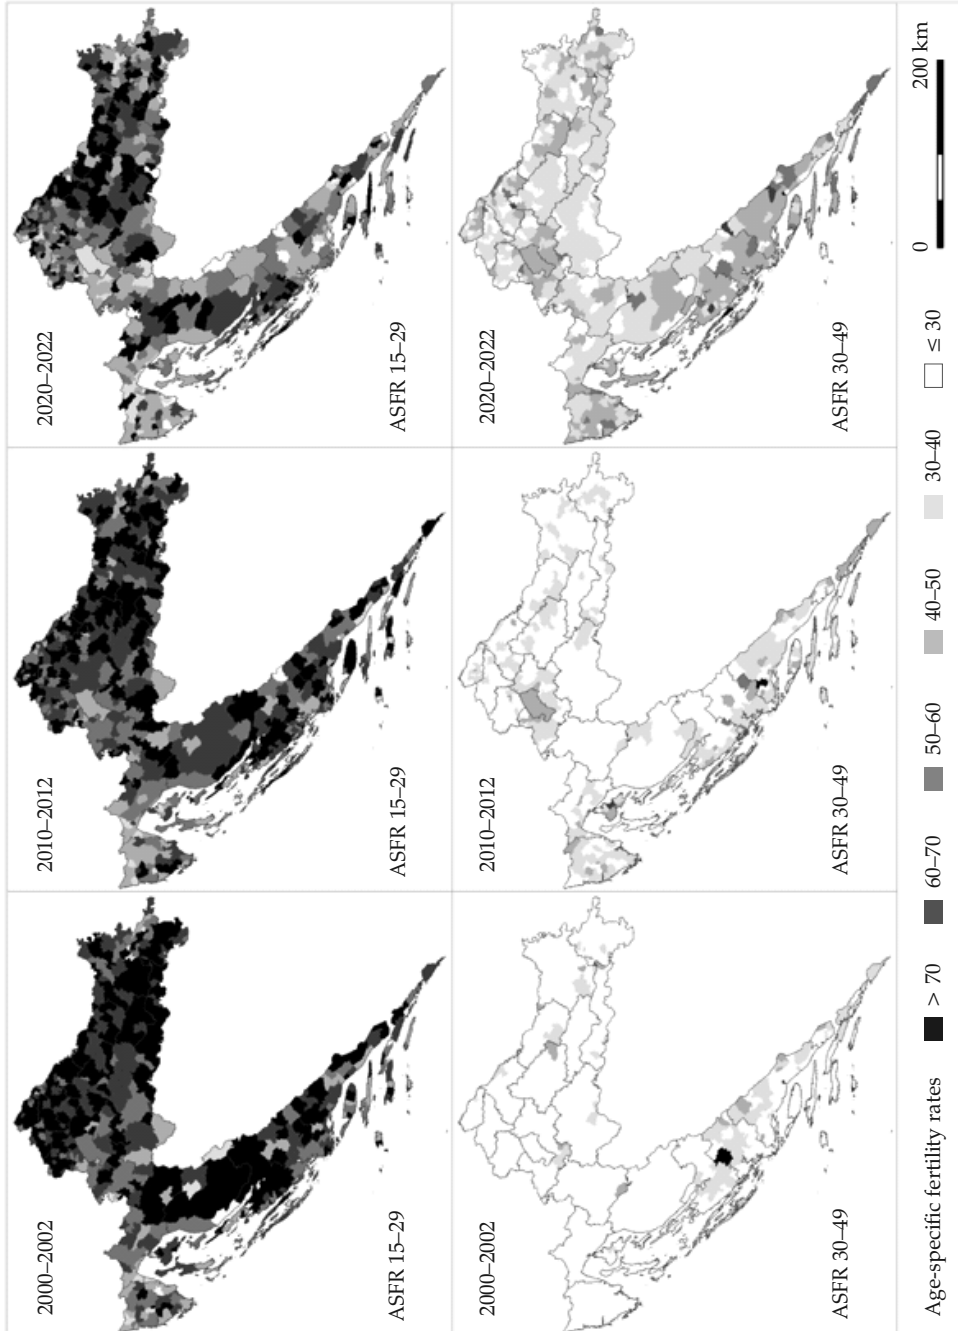 2000–2002
ASFR 15–29
2010–2012
ASFR 15–29
2020–2022
ASFR 15–29
2000–2002
ASFR 30–49
2010–2012
ASFR 30–49
2020–2022
ASFR 30–49
Age-specific fertility rates > 70 60–70 50–60 40–50 30–40 ≤ 30 0 200 km